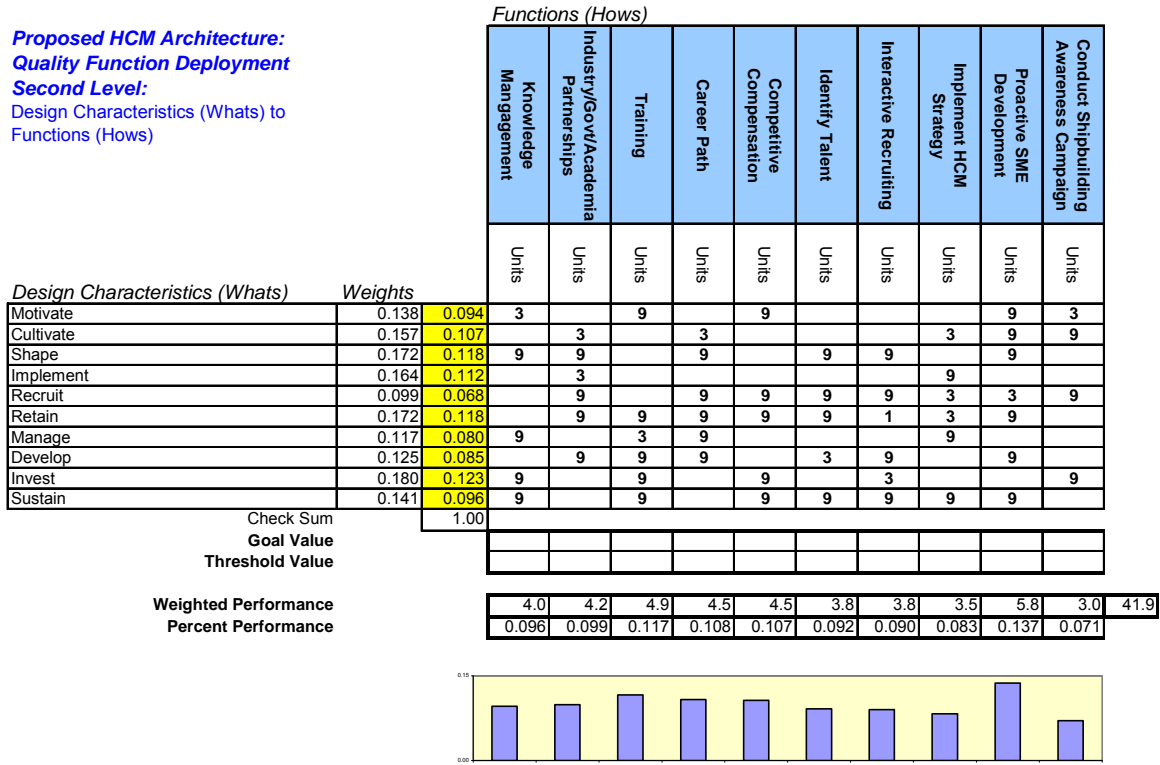 Functions (Hows)
Proposed HCM Architecture:
Quality Function Deployment
Second Level:
Design Characteristics (Whats) to
Functions (Hows)
Knowledge
Mangagement
Industry/Govt/Academia
Partnerships
Training
Career Path
Competitive
Compensation
Identify Talent
Interactive Recruiting
Implement HCM
Strategy
Proactive SME
Development
Conduct Shipbuilding
Awareness Campaign
Units Units Units Units Units Units Units Units Units Units
Design Characteristics (Whats) Weights
Motivate 0.138 0.094 3 9 9 9 3
Cultivate 0.157 0.107 3 3 3 9 9
Shape 0.172 0.118 9 9 9 9 9 9
Implement 0.164 0.112 3 9
Recruit 0.099 0.068 9 9 9 9 9 3 3 9
Retain 0.172 0.118 9 9 9 9 9 1 3 9
Manage 0.117 0.080 9 3 9 9
Develop 0.125 0.085 9 9 9 3 9 9
Invest 0.180 0.123 9 9 9 3 9
Sustain 0.141 0.096 9 9 9 9 9 9 9
Check Sum 1.00
Goal Value
Threshold Value
Weighted Performance 4.0 4.2 4.9 4.5 4.5 3.8 3.8 3.5 5.8 3.0 41.9
Percent Performance 0.096 0.099 0.117 0.108 0.107 0.092 0.090 0.083 0.137 0.071
0.15
0.00